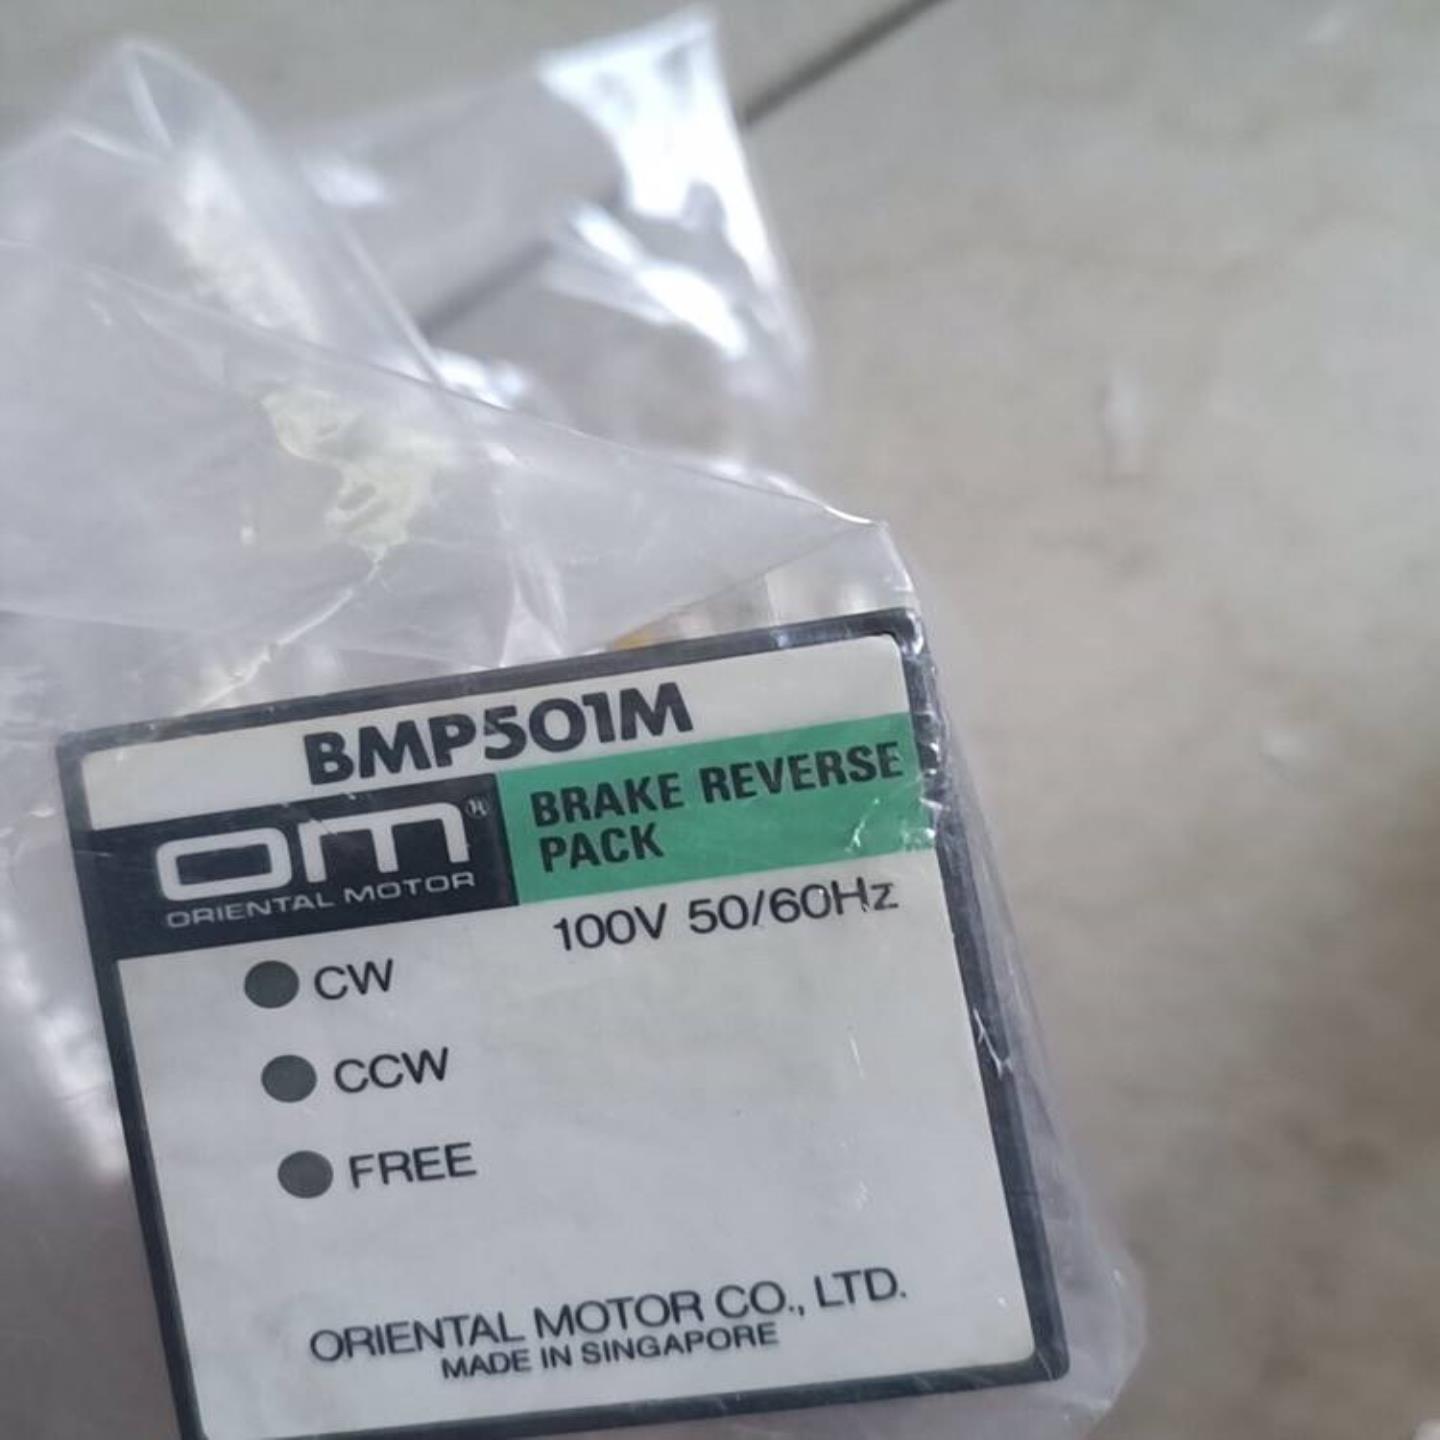 BMP501M
om®
ORIENTAL MOTOR
BRAKE REVERSE
PACK
100V 50/60Hz
CW
CCW
FREE
ORIENTAL MOTOR CO., LTD.
MADE IN SINGAPORE